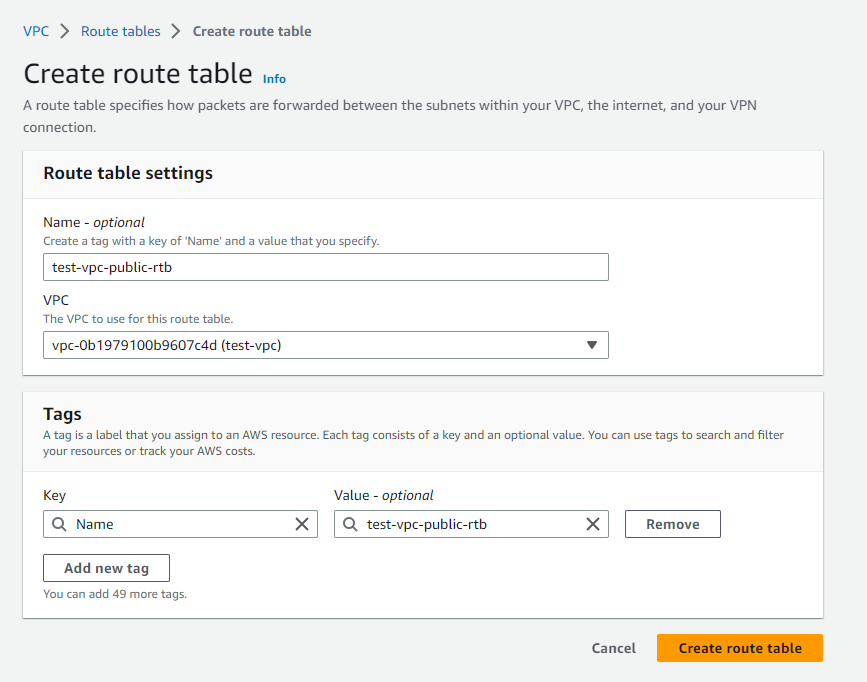 VPC > Route tables > Create route table
Create route table Info
A route table specifies how packets are forwarded between the subnets within your VPC, the internet, and your VPN
connection.
Route table settings
Name - optional
Create a tag with a key of 'Name' and a value that you specify.
test-vpc-public-rtb
VPC
The VPC to use for this route table.
vpc-0b1979100b9607c4d (test-vpc)
Tags
A tag is a label that you assign to an AWS resource. Each tag consists of a key and an optional value. You can use tags to search and filter
your resources or track your AWS costs.
Key Value - optional
Name test-vpc-public-rtb Remove
Add new tag
You can add 49 more tags.
Cancel Create route table